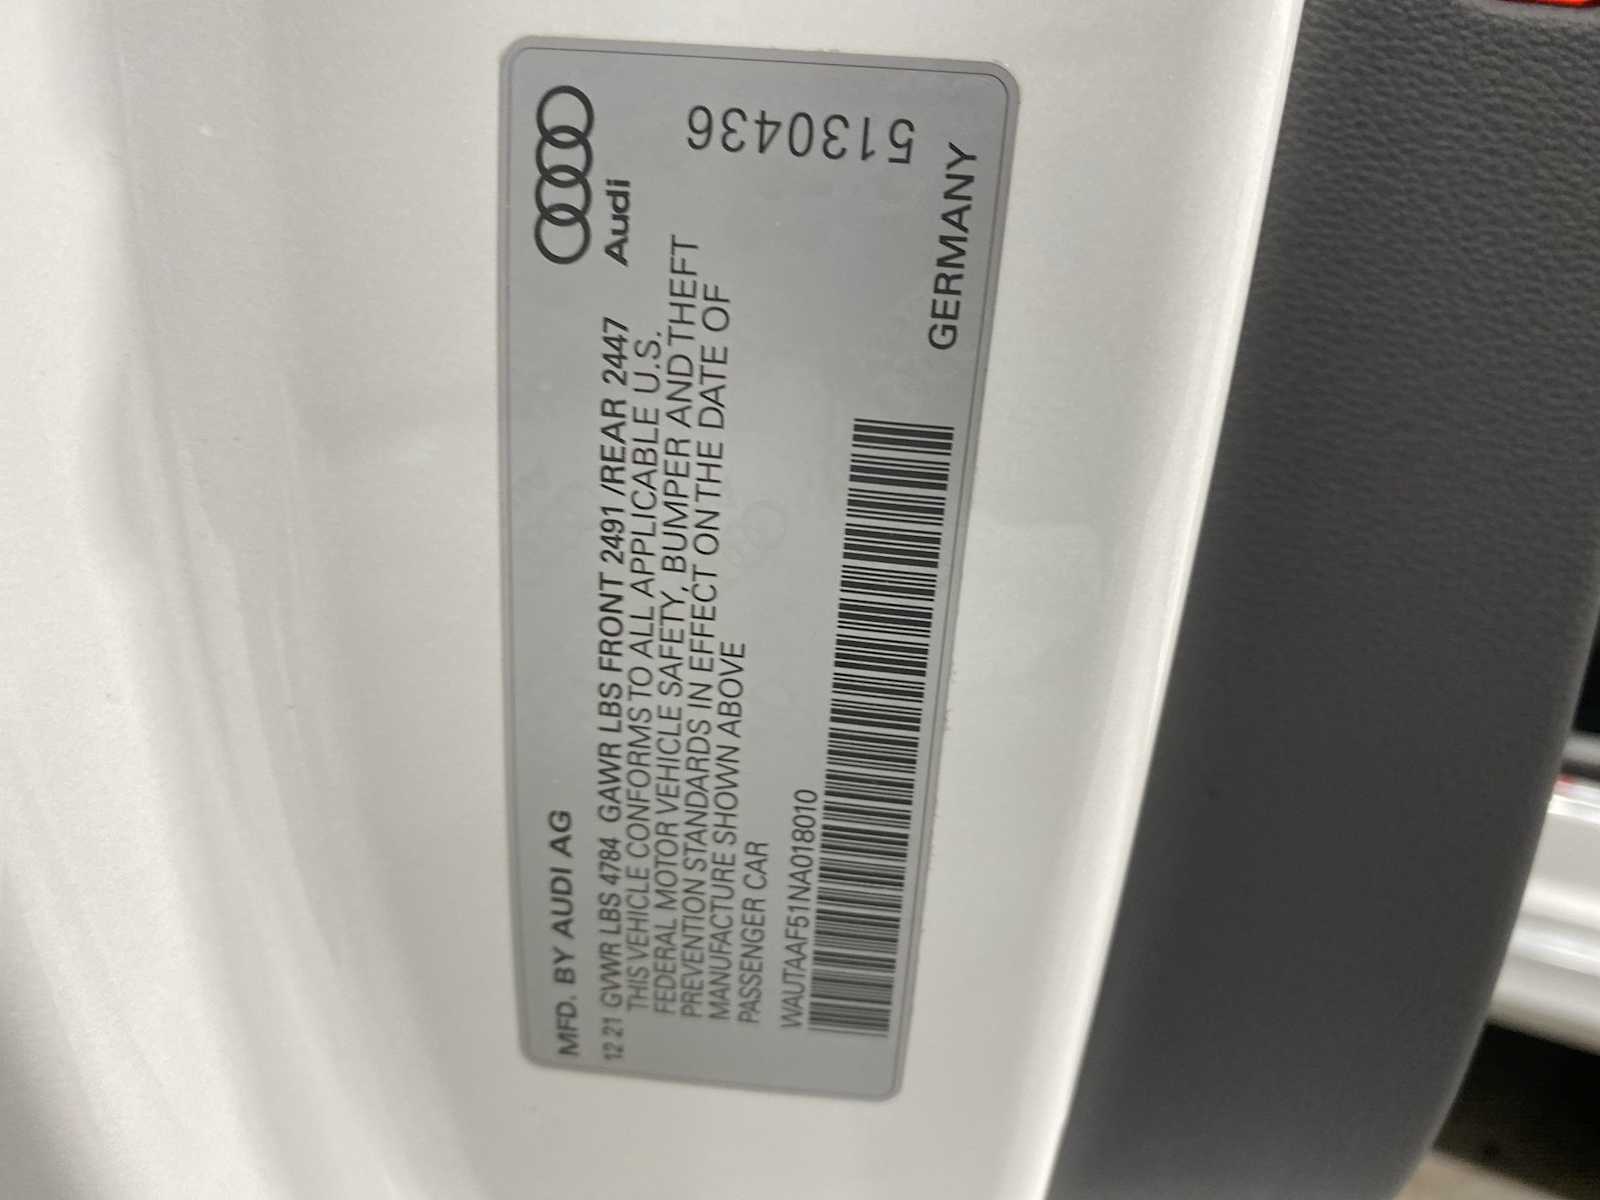 MFD. BY AUDI AG
Audi
12 21 GVWR LBS 4784 GAWR LBS FRONT 2491 /REAR 2447
THIS VEHICLE CONFORMS TO ALL APPLICABLE U.S.
FEDERAL MOTOR VEHICLE SAFETY, BUMPER AND THEFT
PREVENTION STANDARDS IN EFFECT ON THE DATE OF
MANUFACTURE SHOWN ABOVE
PASSENGER CAR
5130436
WAUTAAF51NA018010
GERMANY